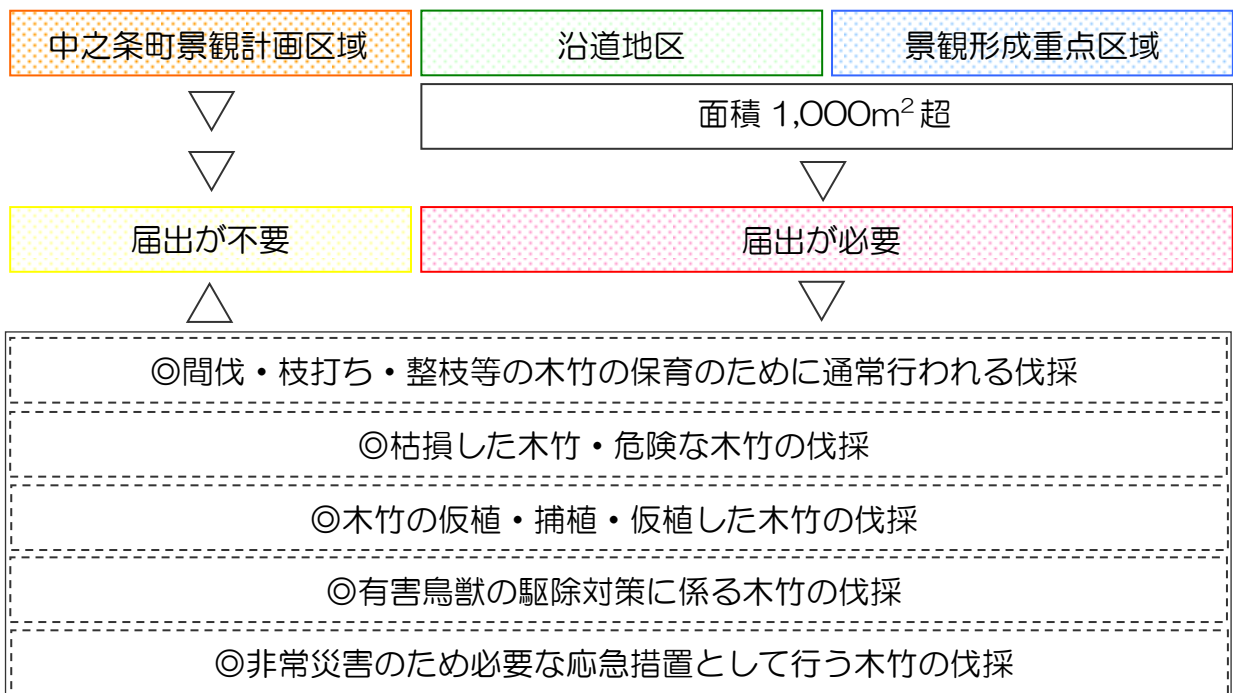 中之条町景観計画区域
沿道地区
景観形成重点区域
▽
面積 1,000m²超
▽
▽
届出が不要
届出が必要
△
▽
◎間伐・枝打ち・整枝等の木竹の保育のために通常行われる伐採
◎枯損した木竹・危険な木竹の伐採
◎木竹の仮植・捕植・仮植した木竹の伐採
◎有害鳥獣の駆除対策に係る木竹の伐採
◎非常災害のため必要な応急措置として行う木竹の伐採